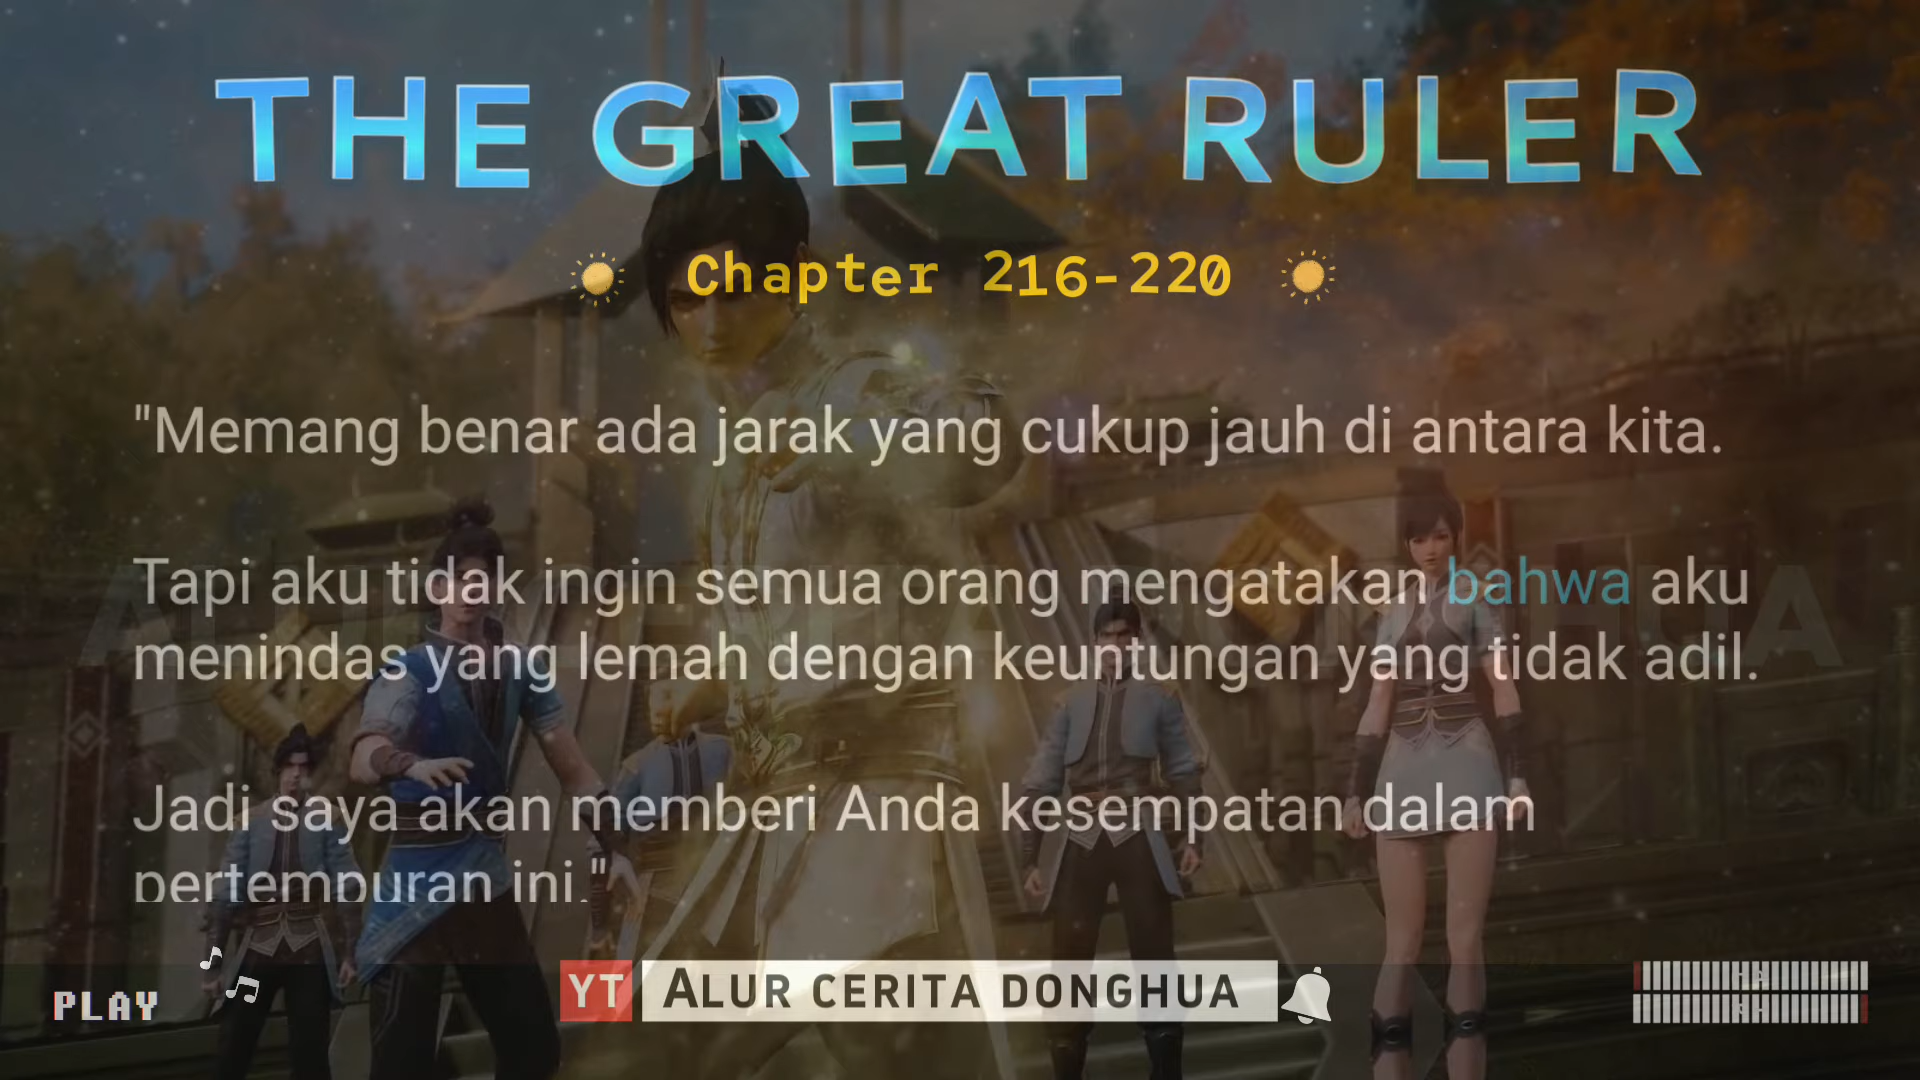 THE GREAT RULER
Chapter 216-220
"Memang benar ada jarak yang cukup jauh di antara kita.
Tapi aku tidak ingin semua orang mengatakan bahwa aku
menindas yang lemah dengan keuntungan yang tidak adil.
Jadi saya akan memberi Anda kesempatan dalam
pertempuran ini."
PLAY
YT ALUR CERITA DONGHUA